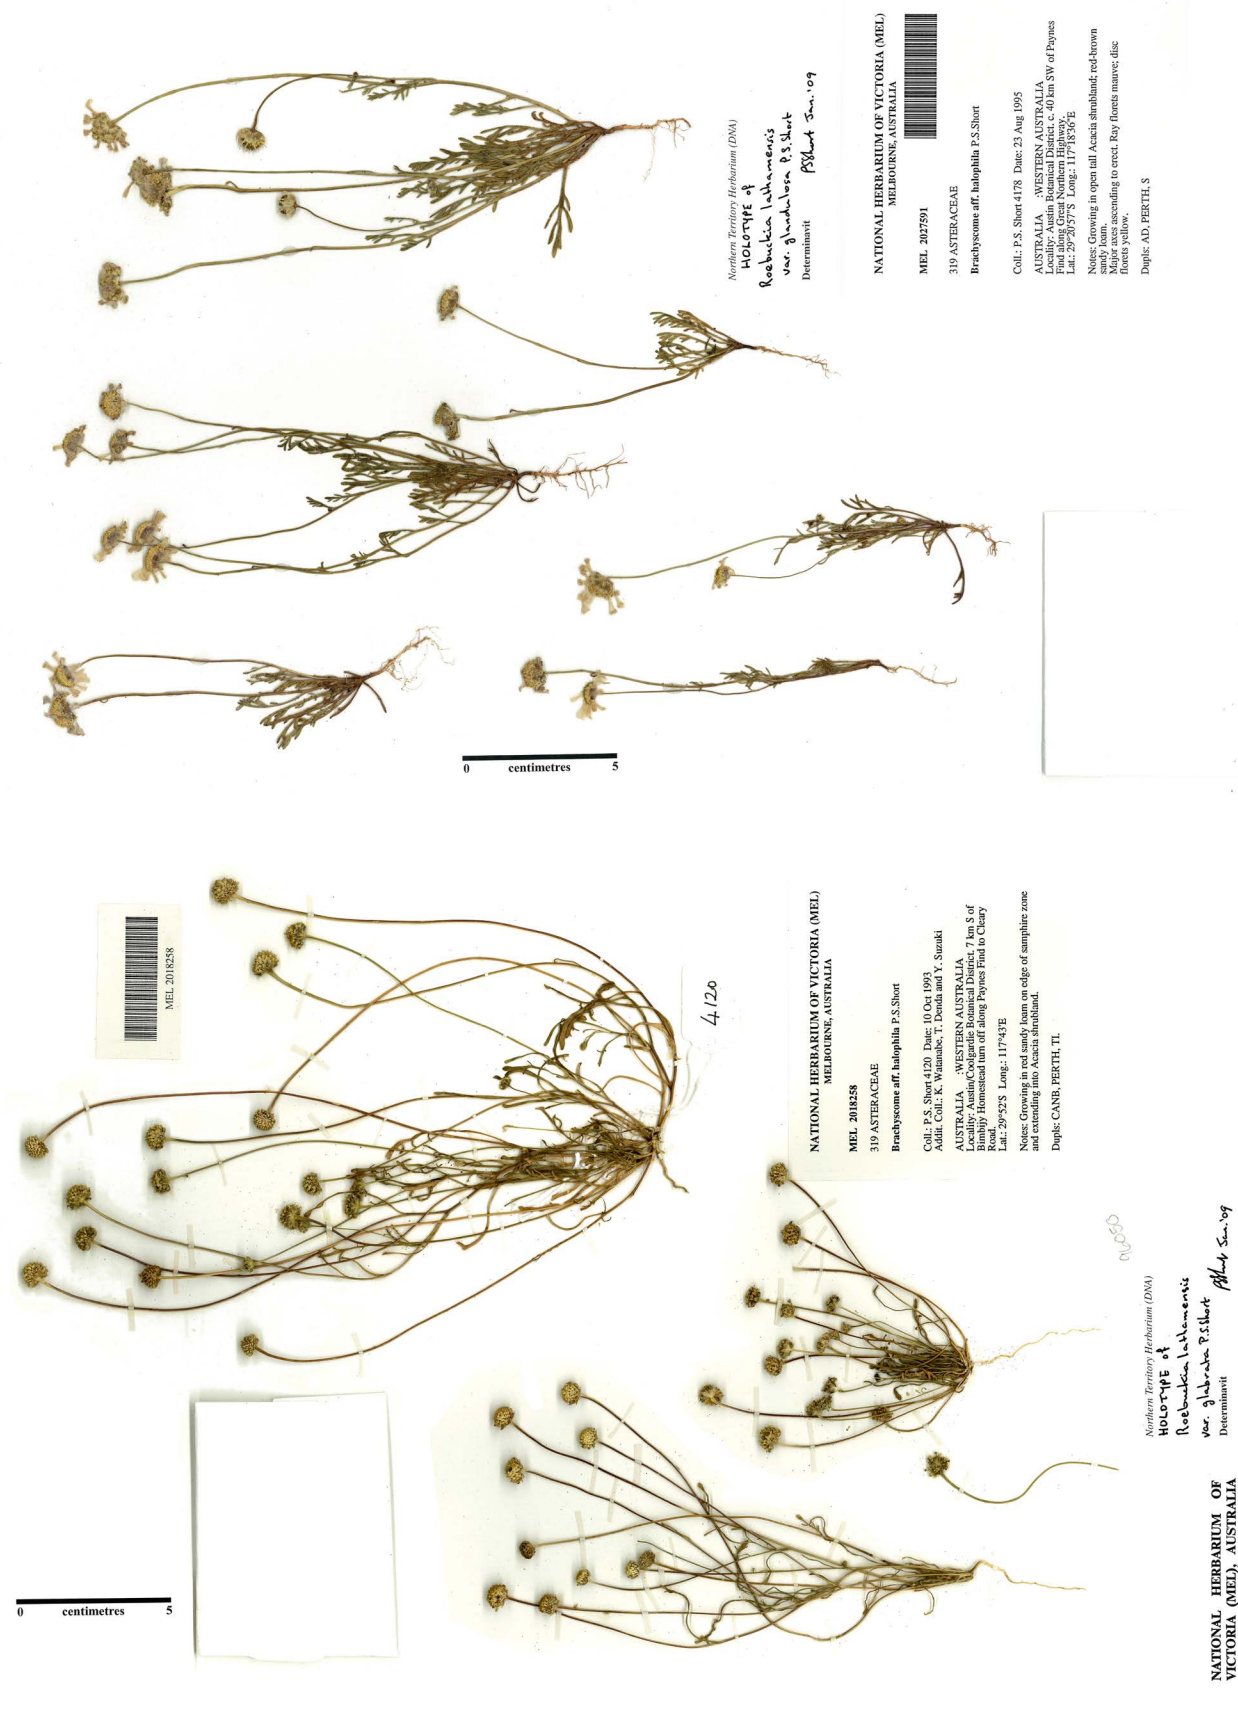 Northern Territory Herbarium (DNA)
HOLOTYPE of
Roebuckia lathamensis
var. glandulosa P.S.Short
Determinavit PSShort Jan.'09
NATIONAL HERBARIUM OF VICTORIA (MEL)
MELBOURNE, AUSTRALIA
MEL 2027591
319 ASTERACEAE
Brachyscome aff. halophila P.S.Short
Coll.: P.S. Short 4178 Date: 23 Aug 1995
AUSTRALIA :WESTERN AUSTRALIA
Locality: Austin Botanical District. c. 40 km SW of Paynes
Find along Great Northern Highway.
Lat.: 29°20'57"S Long.: 117°18'36"E
Notes: Growing in open tall Acacia shrubland; red-brown
sandy loam.
Major axes ascending to erect. Ray florets mauve; disc
florets yellow.
Dupls: AD, PERTH, S
0 centimetres 5
MEL 2018258
4120
NATIONAL HERBARIUM OF VICTORIA (MEL)
MELBOURNE, AUSTRALIA
MEL 2018258
319 ASTERACEAE
Brachyscome aff. halophila P.S.Short
Coll.: P.S. Short 4120 Date: 10 Oct 1993
Addit. Coll.: K. Watanabe, T. Denda and Y. Suzuki
AUSTRALIA :WESTERN AUSTRALIA
Locality: Austin/Coolgardie Botanical District. 7 km S of
Bimbijy Homestead turn off along Paynes Find to Cleary
Road.
Lat.: 29°52'S Long.: 117°43'E
Notes: Growing in red sandy loam on edge of samphire zone
and extending into Acacia shrubland.
Dupls: CANB, PERTH, TI.
Northern Territory Herbarium (DNA)
HOLOTYPE of
Roebuckia lathamensis
var. glabrata P.S.Short
Determinavit PSShort Jan.'09
0 centimetres 5
NATIONAL HERBARIUM OF
VICTORIA (MEL), AUSTRALIA